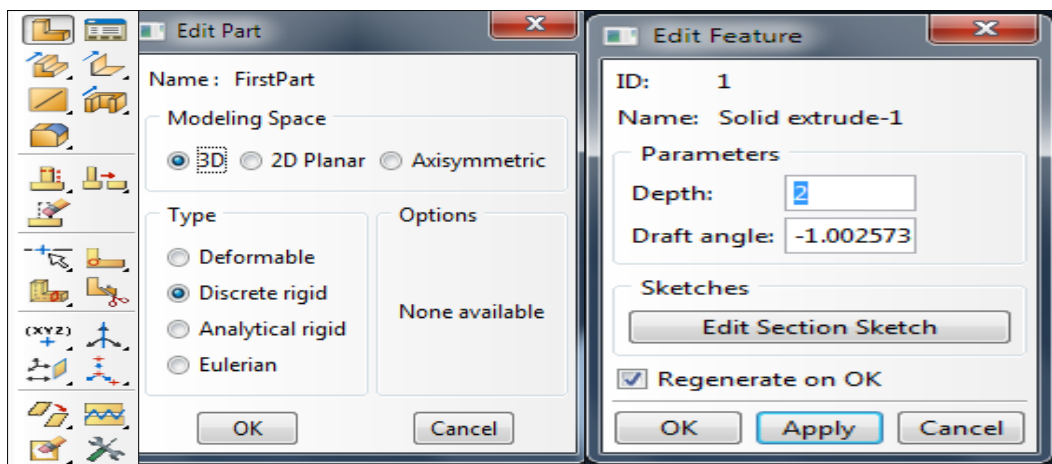 (XYZ)
Edit Part
Name: FirstPart
Modeling Space
3D 2D Planar Axisymmetric
Type
Deformable
Discrete rigid
Analytical rigid
Eulerian
Options
None available
OK Cancel
Edit Feature
ID: 1
Name: Solid extrude-1
Parameters
Depth: 2
Draft angle: -1.002573
Sketches
Edit Section Sketch
Regenerate on OK
OK Apply Cancel